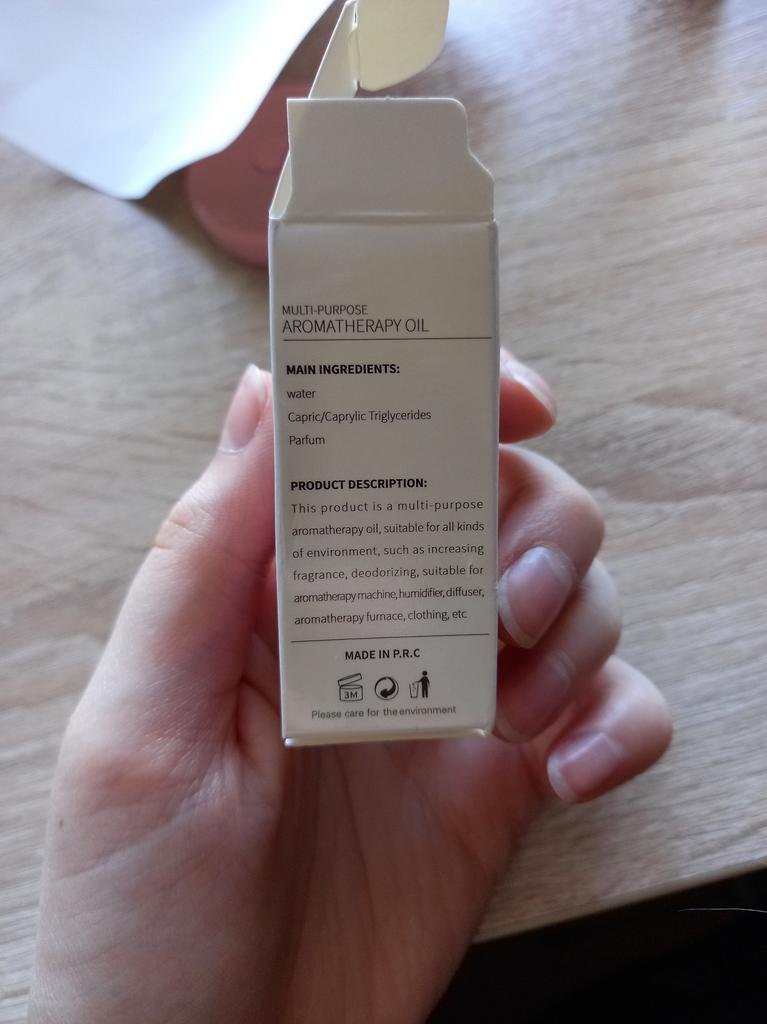 MULTI-PURPOSE
AROMATHERAPY OIL
MAIN INGREDIENTS:
water
Capric/Caprylic Triglycerides
Parfum
PRODUCT DESCRIPTION:
This product is a multi-purpose
aromatherapy oil, suitable for all kinds
of environment, such as increasing
fragrance, deodorizing, suitable for
aromatherapy machine, humidifier, diffuser,
aromatherapy furnace, clothing, etc
MADE IN P.R.C
3M
Please care for the environment